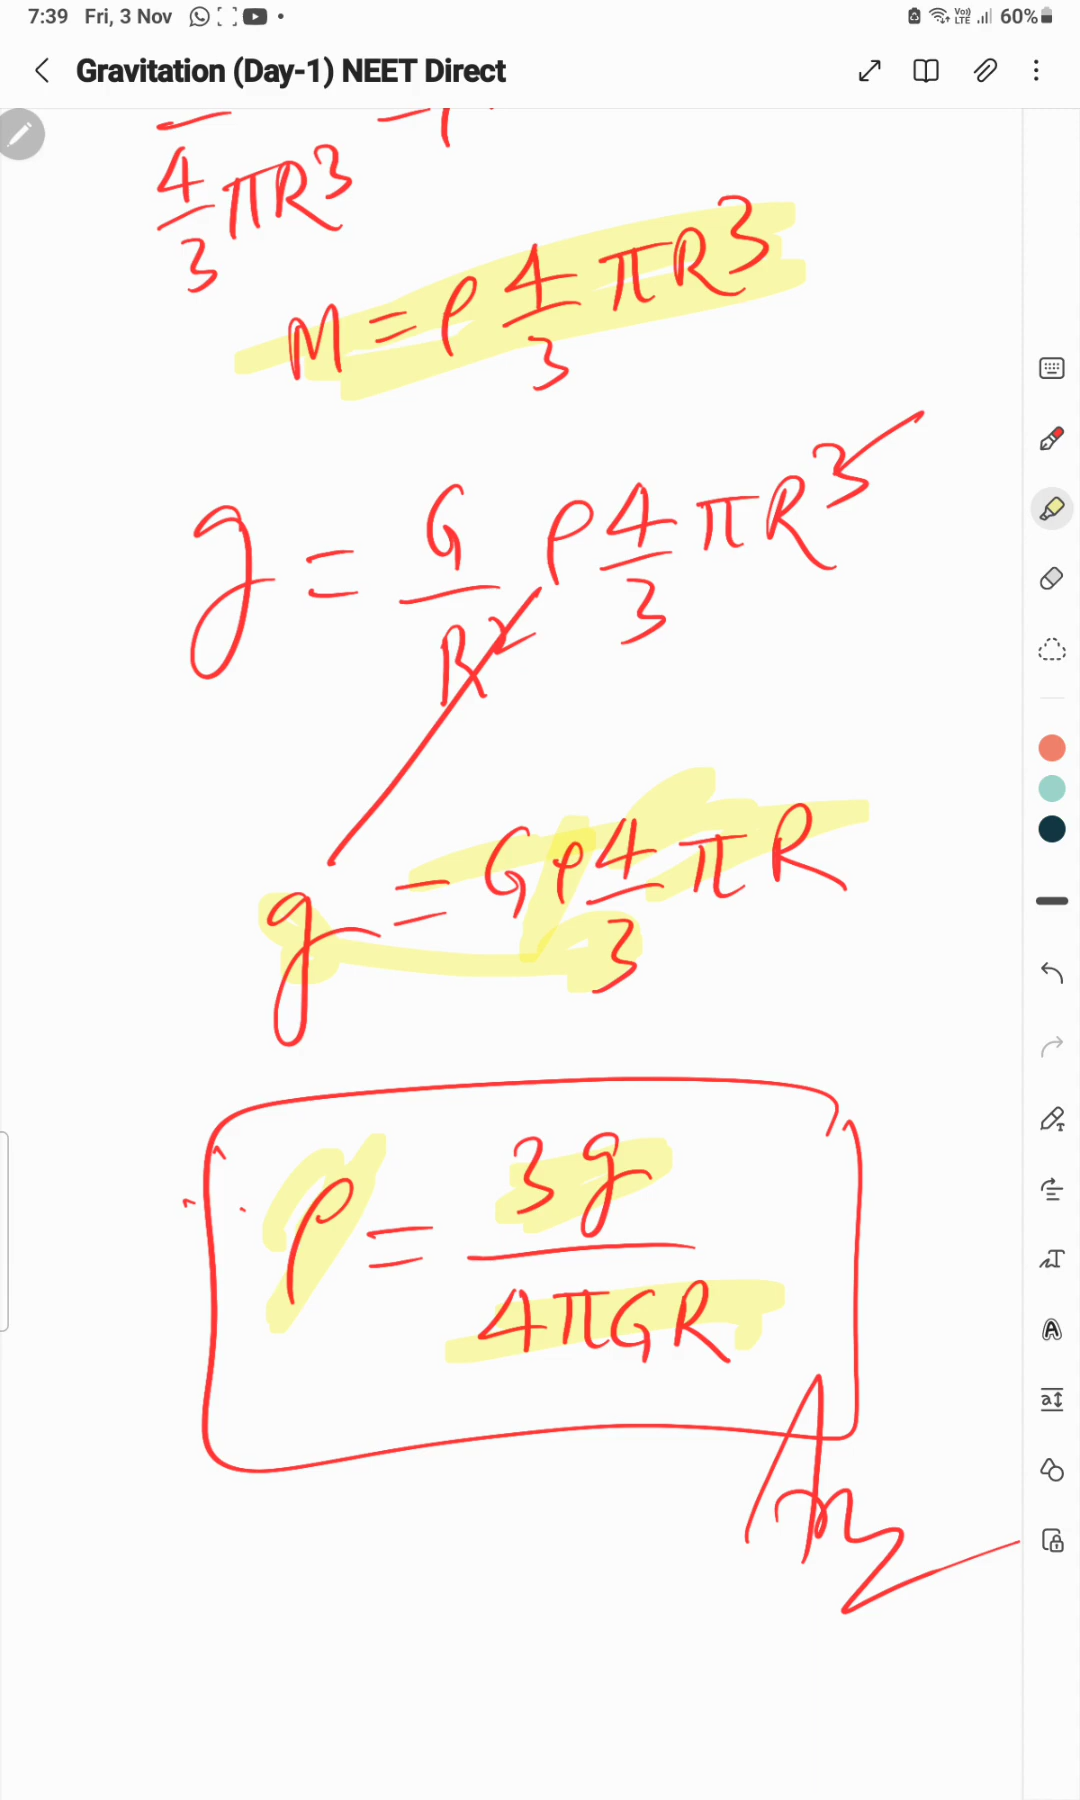 7:39 Fri, 3 Nov 60%
Gravitation (Day-1) NEET Direct
4/3 πR³
M = ρ 4/3 πR³
g = G/R² ρ 4/3 πR³
g = Gρ 4/3 πR
ρ = 3g/4πGR